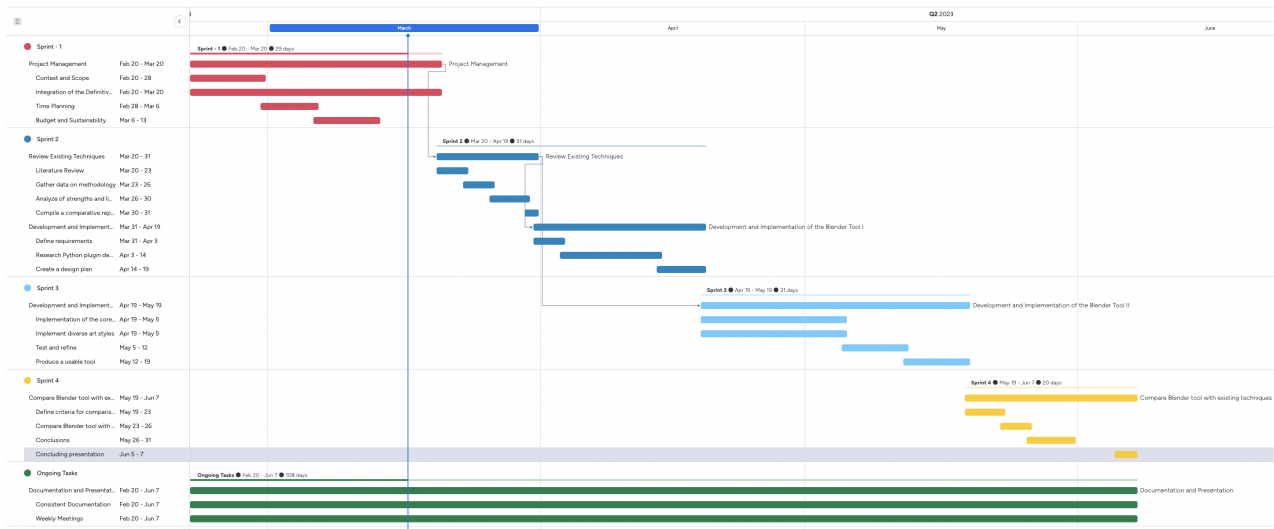 Q2 2023
March April May June
Sprint - 1
Sprint - 1 ● Feb 20 - Mar 20 ● 29 days
Project Management Feb 20 - Mar 20 Project Management
Context and Scope Feb 20 - 28
Integration of the Definitiv... Feb 20 - Mar 20
Time Planning Feb 28 - Mar 6
Budget and Sustainability Mar 6 - 13
Sprint 2
Sprint 2 ● Mar 20 - Apr 19 ● 31 days
Review Existing Techniques Mar 20 - 31 Review Existing Techniques
Literature Review Mar 20 - 23
Gather data on methodology Mar 23 - 26
Analyze of strengths and li... Mar 26 - 30
Compile a comparative rep... Mar 30 - 31
Development and Implement... Mar 31 - Apr 19 Development and Implementation of the Blender Tool I
Define requirements Mar 31 - Apr 3
Research Python plugin de... Apr 3 - 14
Create a design plan Apr 14 - 19
Sprint 3
Sprint 3 ● Apr 19 - May 19 ● 31 days
Development and Implement... Apr 19 - May 19 Development and Implementation of the Blender Tool II
Implementation of the core... Apr 19 - May 5
Implement diverse art styles Apr 19 - May 5
Test and refine May 5 - 12
Produce a usable tool May 12 - 19
Sprint 4
Sprint 4 ● May 19 - Jun 7 ● 20 days
Compare Blender tool with ex... May 19 - Jun 7 Compare Blender tool with existing techniques
Define criteria for comparis... May 19 - 23
Compare Blender tool with ... May 23 - 26
Conclusions May 26 - 31
Concluding presentation Jun 5 - 7
Ongoing Tasks
Ongoing Tasks ● Feb 20 - Jun 7 ● 108 days
Documentation and Presentat... Feb 20 - Jun 7 Documentation and Presentation
Consistent Documentation Feb 20 - Jun 7
Weekly Meetings Feb 20 - Jun 7